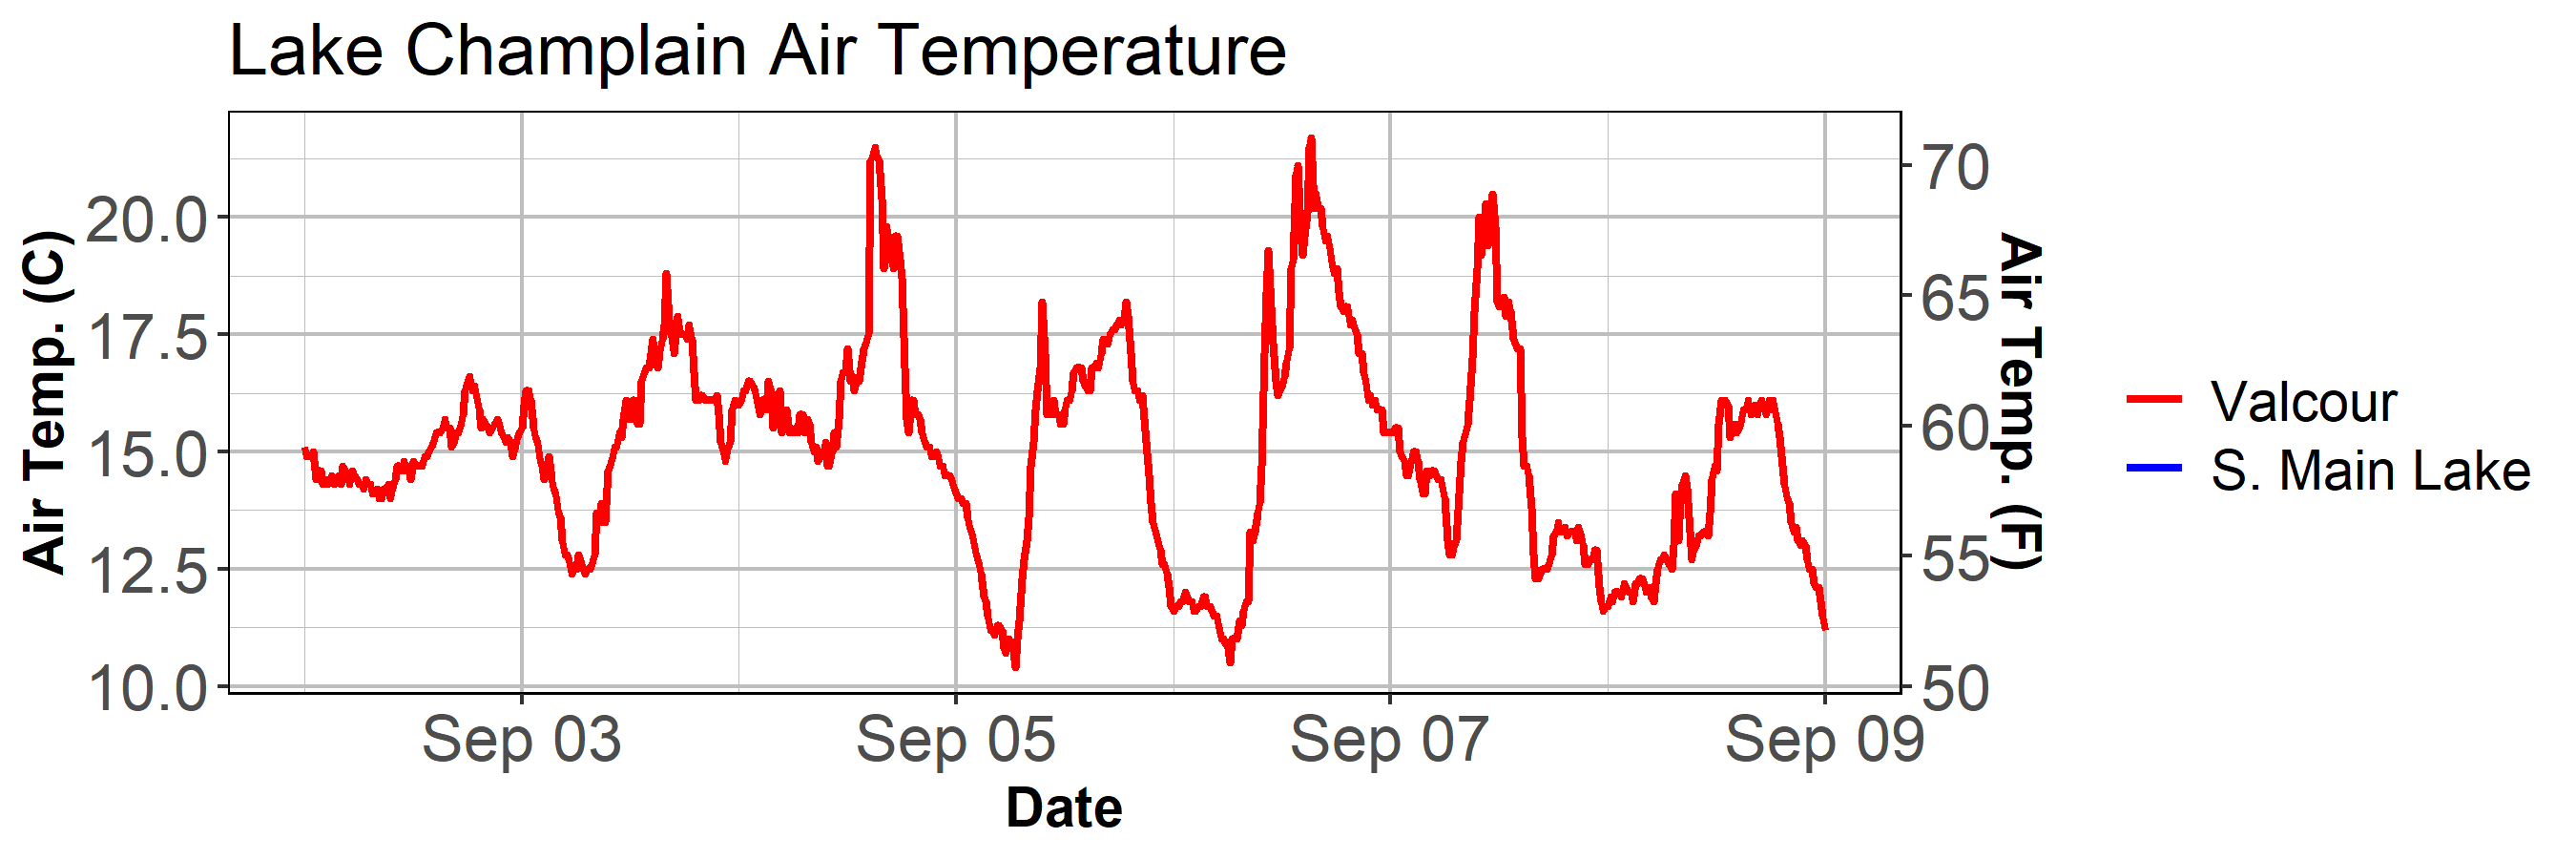 Lake Champlain Air Temperature
Air Temp. (C)
20.0
17.5
15.0
12.5
10.0
70
65
60
55
50
Air Temp. (F)
Sep 03
Sep 05
Sep 07
Sep 09
Date
Valcour
S. Main Lake